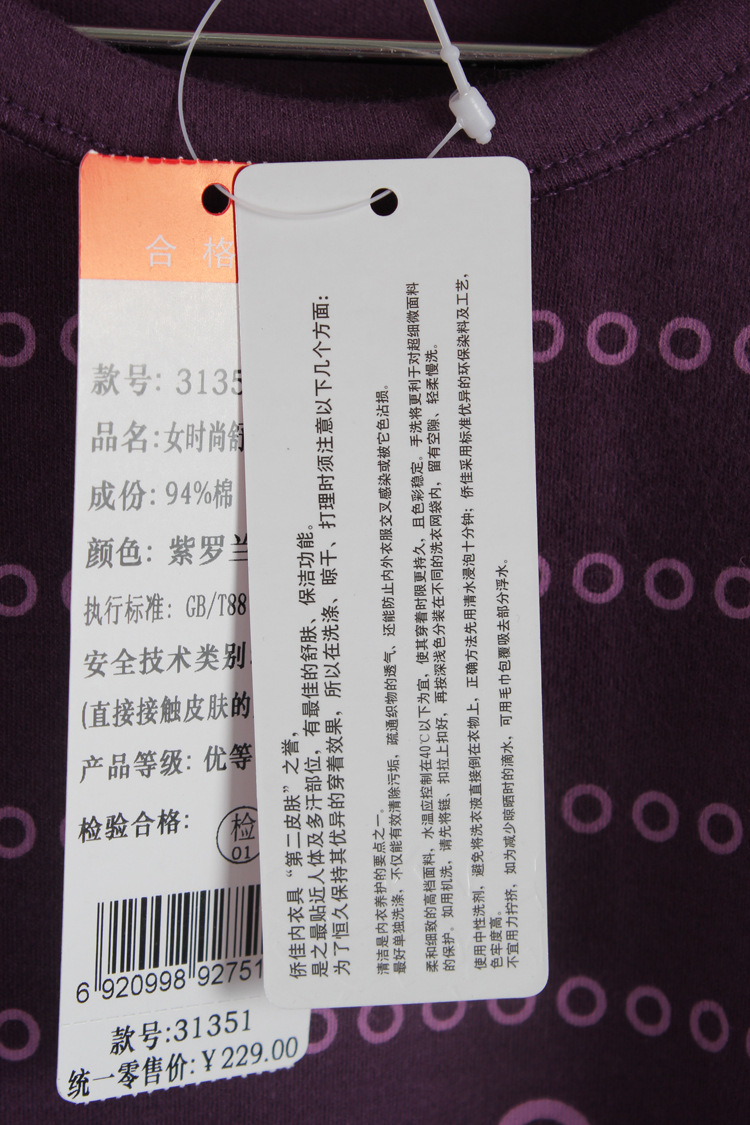 合格
款号: 3135
品名:女时尚舒
成份: 94%棉
颜色: 紫罗兰
执行标准: GB/T88
安全技术类别
(直接接触皮肤的
产品等级: 优等
检验合格:
检
01
6 920998 92751
款号:31351
统一零售价:￥229.00
侨佳内衣具“第二皮肤”之誉，
是之最贴近人体及多汗部位，有最佳的舒肤、保洁功能。
为了恒久保持其优异的穿着效果，所以在洗涤、晾干、打理时须注意以下几个方面：
清洁是内衣养护的要点之一。
最好单独洗涤，不仅能有效清除污垢，疏通织物的透气，还能防止内外衣服交叉感染或被它色沾损。
柔和细致的高档面料，水温应控制在40℃以下为宜，使其穿着时限更持久，且色彩稳定。手洗将更利于对超细微面料
的保护。如用机洗，请先将链、扣拉上扣好，再按深浅色分装在不同的洗衣网袋内，留有空隙、轻柔慢洗。
使用中性洗剂，避免将洗衣液直接倒在衣物上，正确方法先用清水浸泡十分钟；侨佳采用标准优异的环保染料及工艺，
色牢度高。
不宜用力拧挤，如为减少晾晒时的滴水，可用毛巾包覆吸去部分浮水。